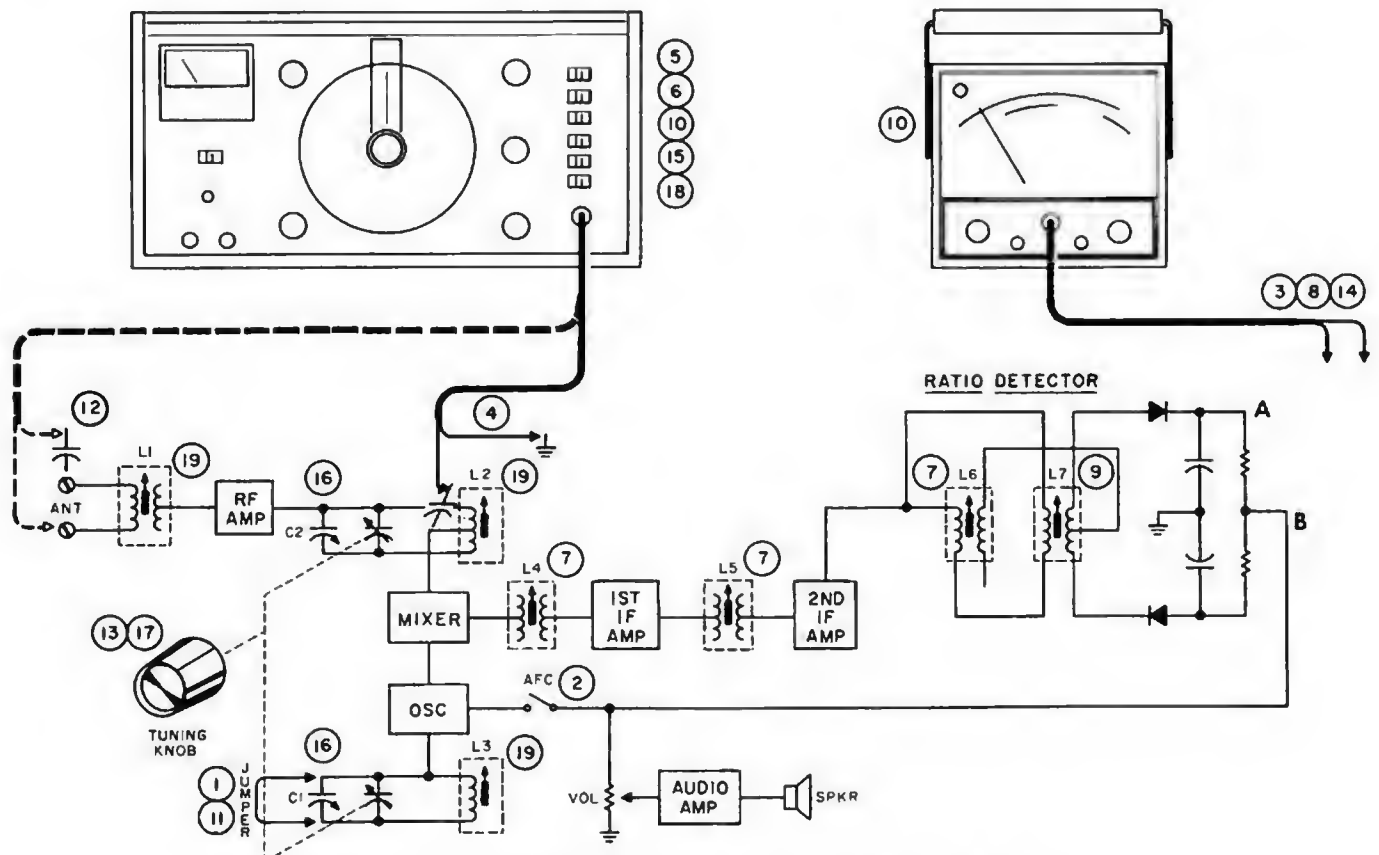 5
6
10
15
18
10
3 8 14
RATIO DETECTOR
12
4
A
L1
19
16
L2
19
7
L6
L7
9
RF
AMP
ANT
C2
B
L4
7
L5
7
MIXER
1ST
IF
AMP
2ND
IF
AMP
13 17
OSC
AFC
2
TUNING
KNOB
16
L3
19
1
11
JUMPER
C1
VOL
AUDIO
AMP
SPKR